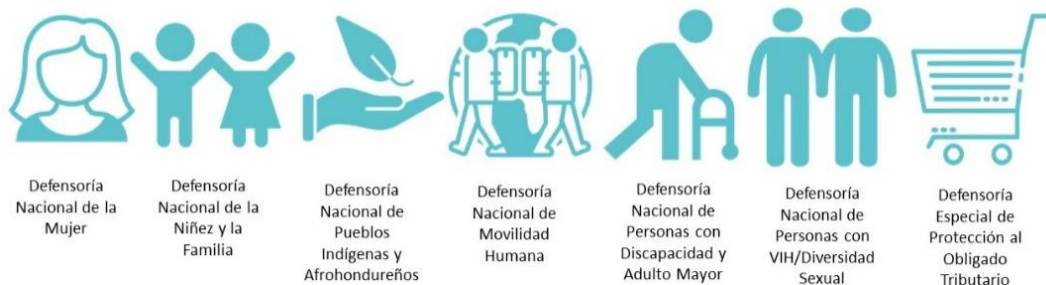 Defensoría
Nacional de la
Mujer
Defensoría
Nacional de la
Niñez y la
Familia
Defensoría
Nacional de
Pueblos
Indígenas y
Afrohondureños
Defensoría
Nacional de
Movilidad
Humana
Defensoría
Nacional de
Personas con
Discapacidad y
Adulto Mayor
Defensoría
Nacional de
Personas con
VIH/Diversidad
Sexual
Defensoría
Especial de
Protección al
Obligado
Tributario